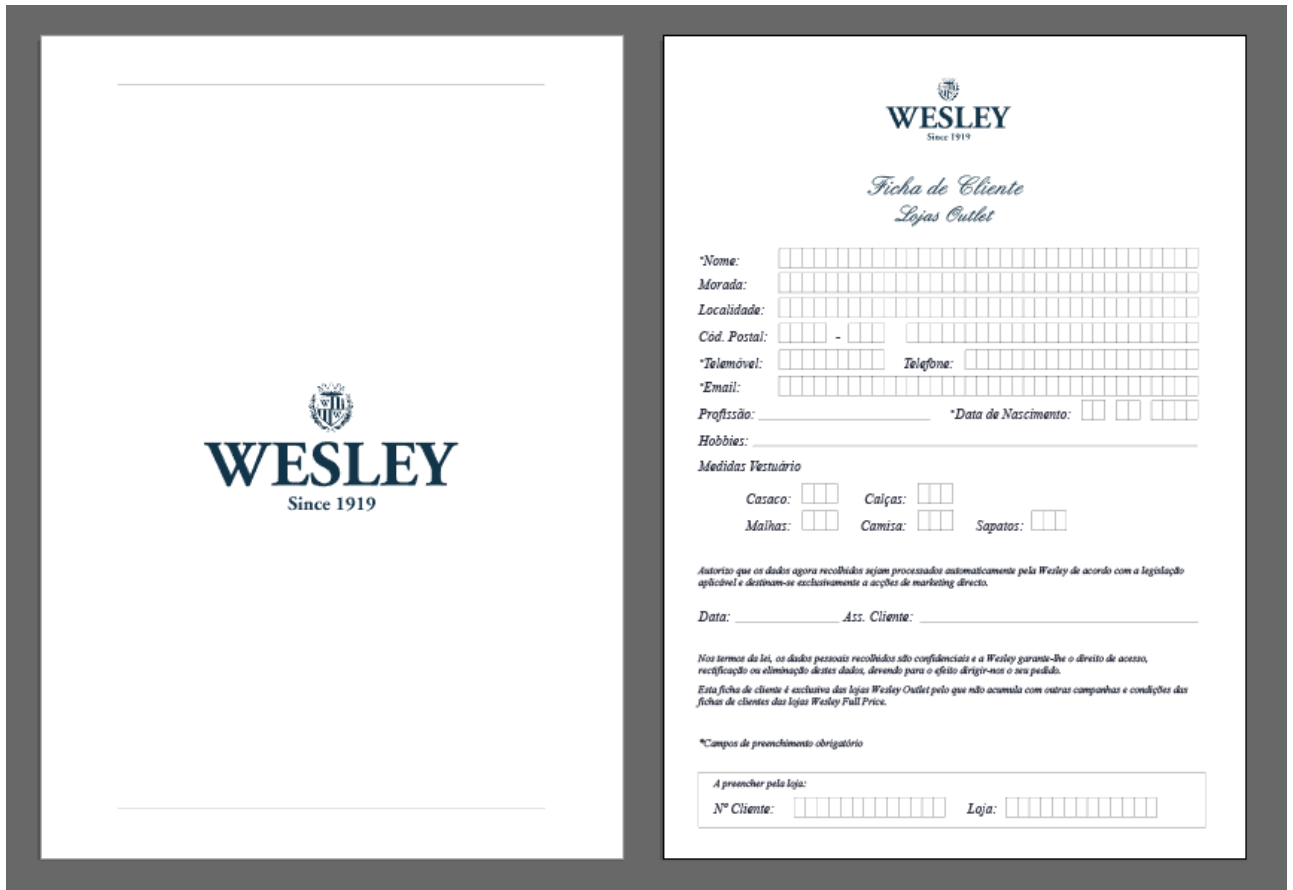 WESLEY
Since 1919
WESLEY
Since 1919
Ficha de Cliente
Lojas Outlet
*Nome:
Morada:
Localidade:
Cód. Postal: -
*Telemóvel: Telefone:
*Email:
Profissão: *Data de Nascimento:
Hobbies:
Medidas Vestuário
Casaco: Calças:
Malhas: Camisa: Sapatos:
Autorizo que os dados agora recolhidos sejam processados automaticamente pela Wesley de acordo com a legislação
aplicável e destinam-se exclusivamente a acções de marketing directo.
Data: Ass. Cliente:
Nos termos da lei, os dados pessoais recolhidos são confidenciais e a Wesley garante-lhe o direito de acesso,
rectificação ou eliminação destes dados, devendo para o efeito dirigir-nos o seu pedido.
Esta ficha de cliente é exclusiva das lojas Wesley Outlet pelo que não acumula com outras campanhas e condições das
fichas de clientes das lojas Wesley Full Price.
*Campos de preenchimento obrigatório
A preencher pela loja:
Nº Cliente: Loja: